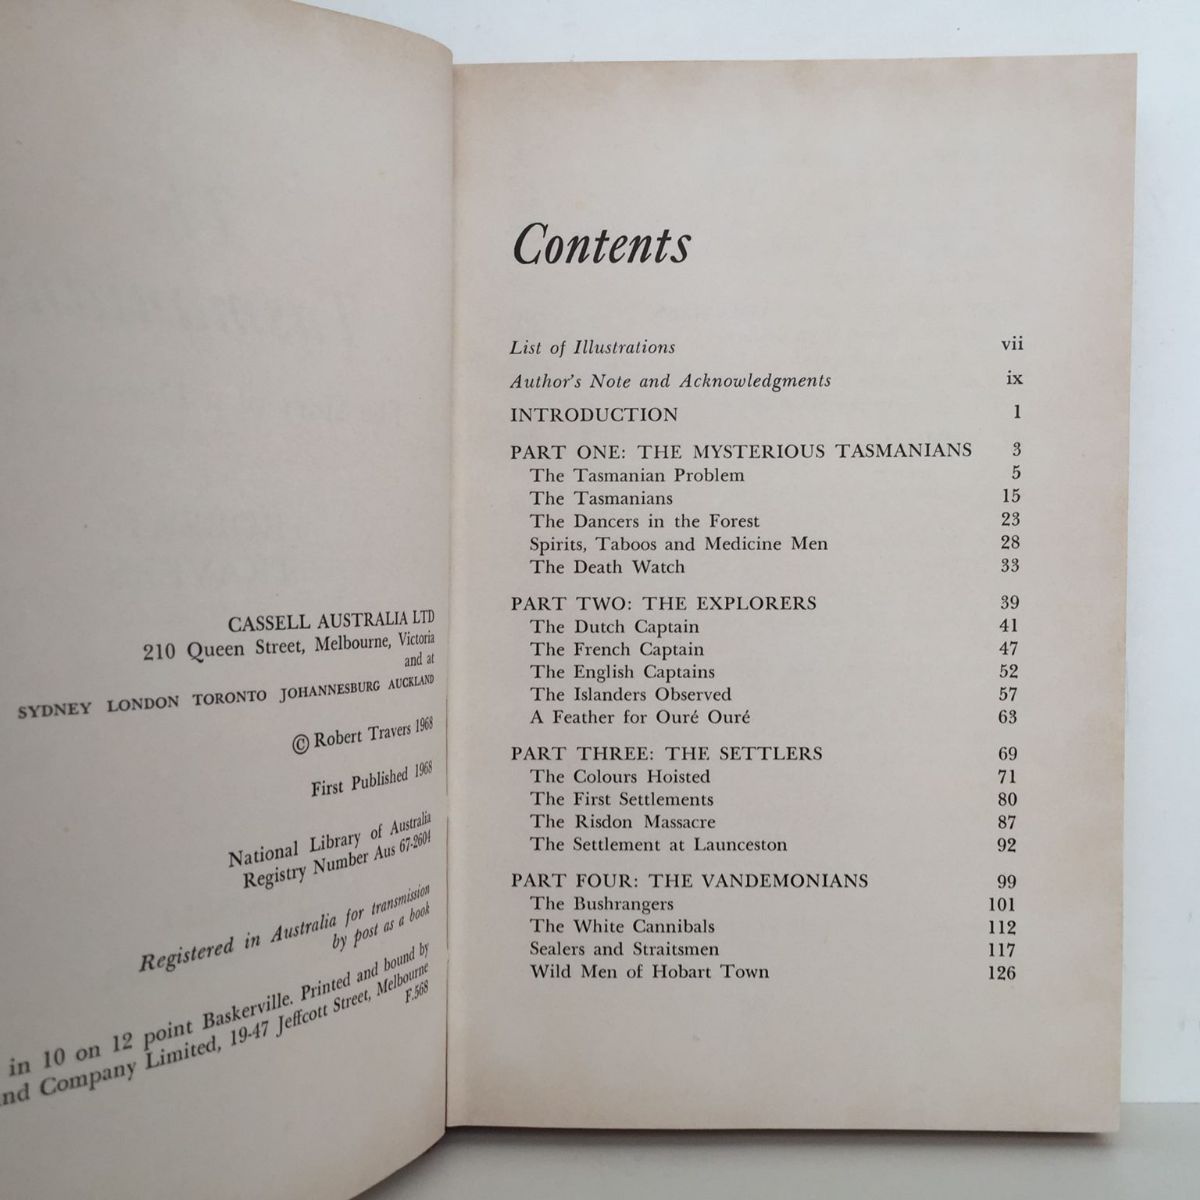 CASSELL AUSTRALIA LTD
210 Queen Street, Melbourne, Victoria
and at
SYDNEY LONDON TORONTO JOHANNESBURG AUCKLAND
© Robert Travers 1968
First Published 1968
National Library of Australia
Registry Number Aus 67-2604
Registered in Australia for transmission
by post as a book
in 10 on 12 point Baskerville. Printed and bound by
and Company Limited, 19-47 Jeffcott Street, Melbourne
F.568
Contents
List of Illustrations vii
Author's Note and Acknowledgments ix
INTRODUCTION 1
PART ONE: THE MYSTERIOUS TASMANIANS 3
The Tasmanian Problem 5
The Tasmanians 15
The Dancers in the Forest 23
Spirits, Taboos and Medicine Men 28
The Death Watch 33
PART TWO: THE EXPLORERS 39
The Dutch Captain 41
The French Captain 47
The English Captains 52
The Islanders Observed 57
A Feather for Ouré Ouré 63
PART THREE: THE SETTLERS 69
The Colours Hoisted 71
The First Settlements 80
The Risdon Massacre 87
The Settlement at Launceston 92
PART FOUR: THE VANDEMONIANS 99
The Bushrangers 101
The White Cannibals 112
Sealers and Straitsmen 117
Wild Men of Hobart Town 126